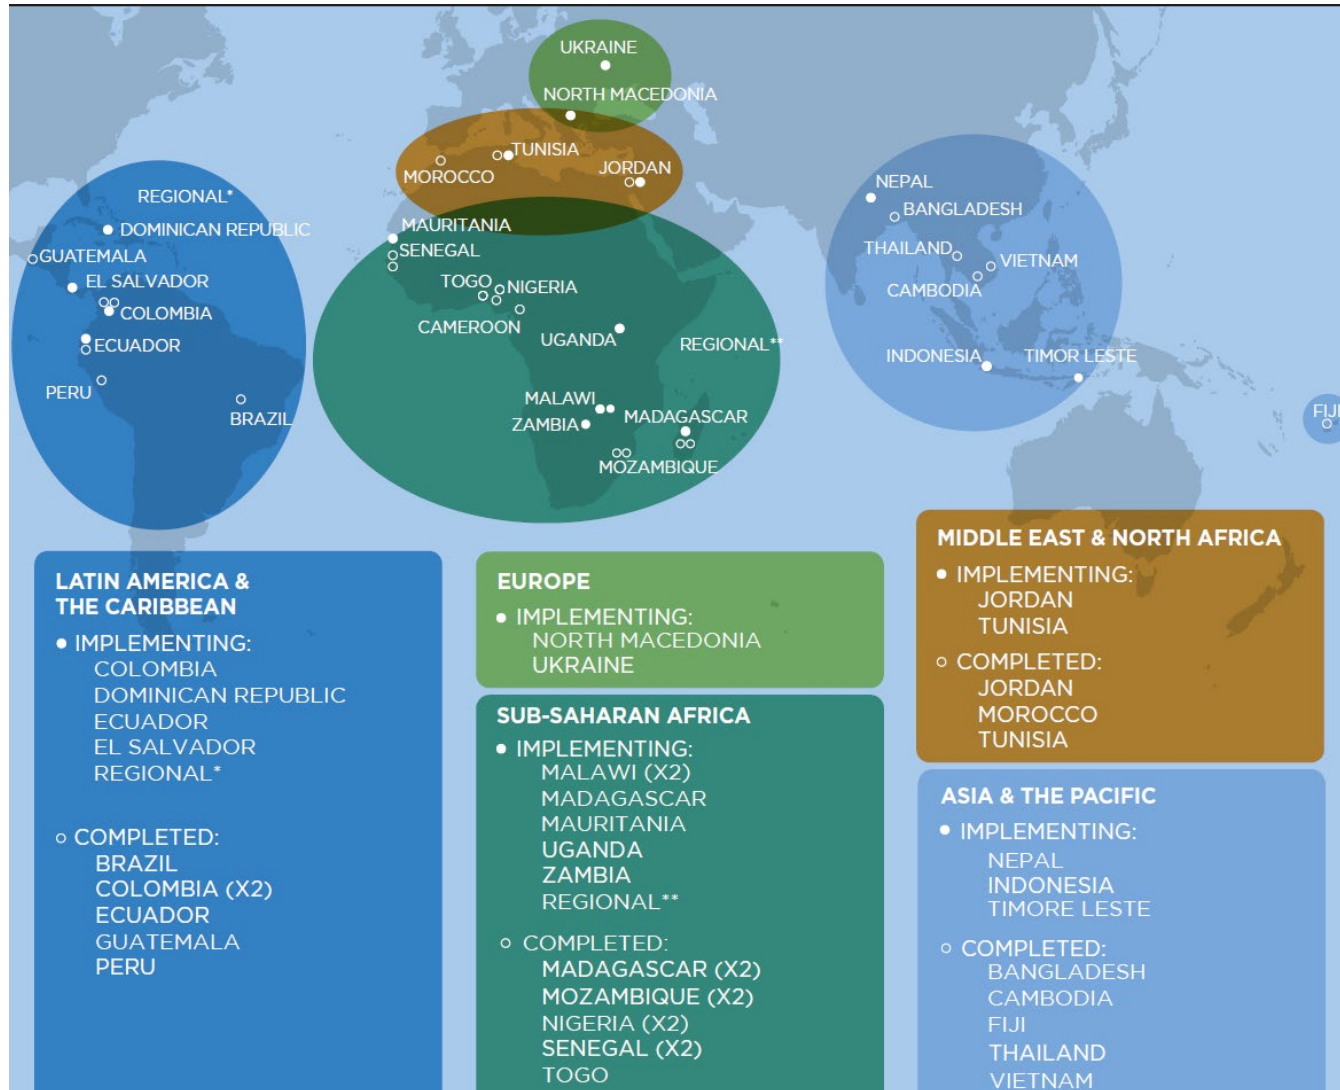 UKRAINE
NORTH MACEDONIA
TUNISIA
MOROCCO
JORDAN
REGIONAL*
DOMINICAN REPUBLIC
GUATEMALA
EL SALVADOR
COLOMBIA
ECUADOR
PERU
BRAZIL
MAURITANIA
SENEGAL
TOGO
NIGERIA
CAMEROON
UGANDA
REGIONAL**
MALAWI
ZAMBIA
MADAGASCAR
MOZAMBIQUE
NEPAL
BANGLADESH
THAILAND
VIETNAM
CAMBODIA
INDONESIA
TIMOR LESTE
FIJI
LATIN AMERICA &
THE CARIBBEAN
IMPLEMENTING:
COLOMBIA
DOMINICAN REPUBLIC
ECUADOR
EL SALVADOR
REGIONAL*
COMPLETED:
BRAZIL
COLOMBIA (X2)
ECUADOR
GUATEMALA
PERU
EUROPE
IMPLEMENTING:
NORTH MACEDONIA
UKRAINE
SUB-SAHARAN AFRICA
IMPLEMENTING:
MALAWI (X2)
MADAGASCAR
MAURITANIA
UGANDA
ZAMBIA
REGIONAL**
COMPLETED:
MADAGASCAR (X2)
MOZAMBIQUE (X2)
NIGERIA (X2)
SENEGAL (X2)
TOGO
MIDDLE EAST & NORTH AFRICA
IMPLEMENTING:
JORDAN
TUNISIA
COMPLETED:
JORDAN
MOROCCO
TUNISIA
ASIA & THE PACIFIC
IMPLEMENTING:
NEPAL
INDONESIA
TIMORE LESTE
COMPLETED:
BANGLADESH
CAMBODIA
FIJI
THAILAND
VIETNAM